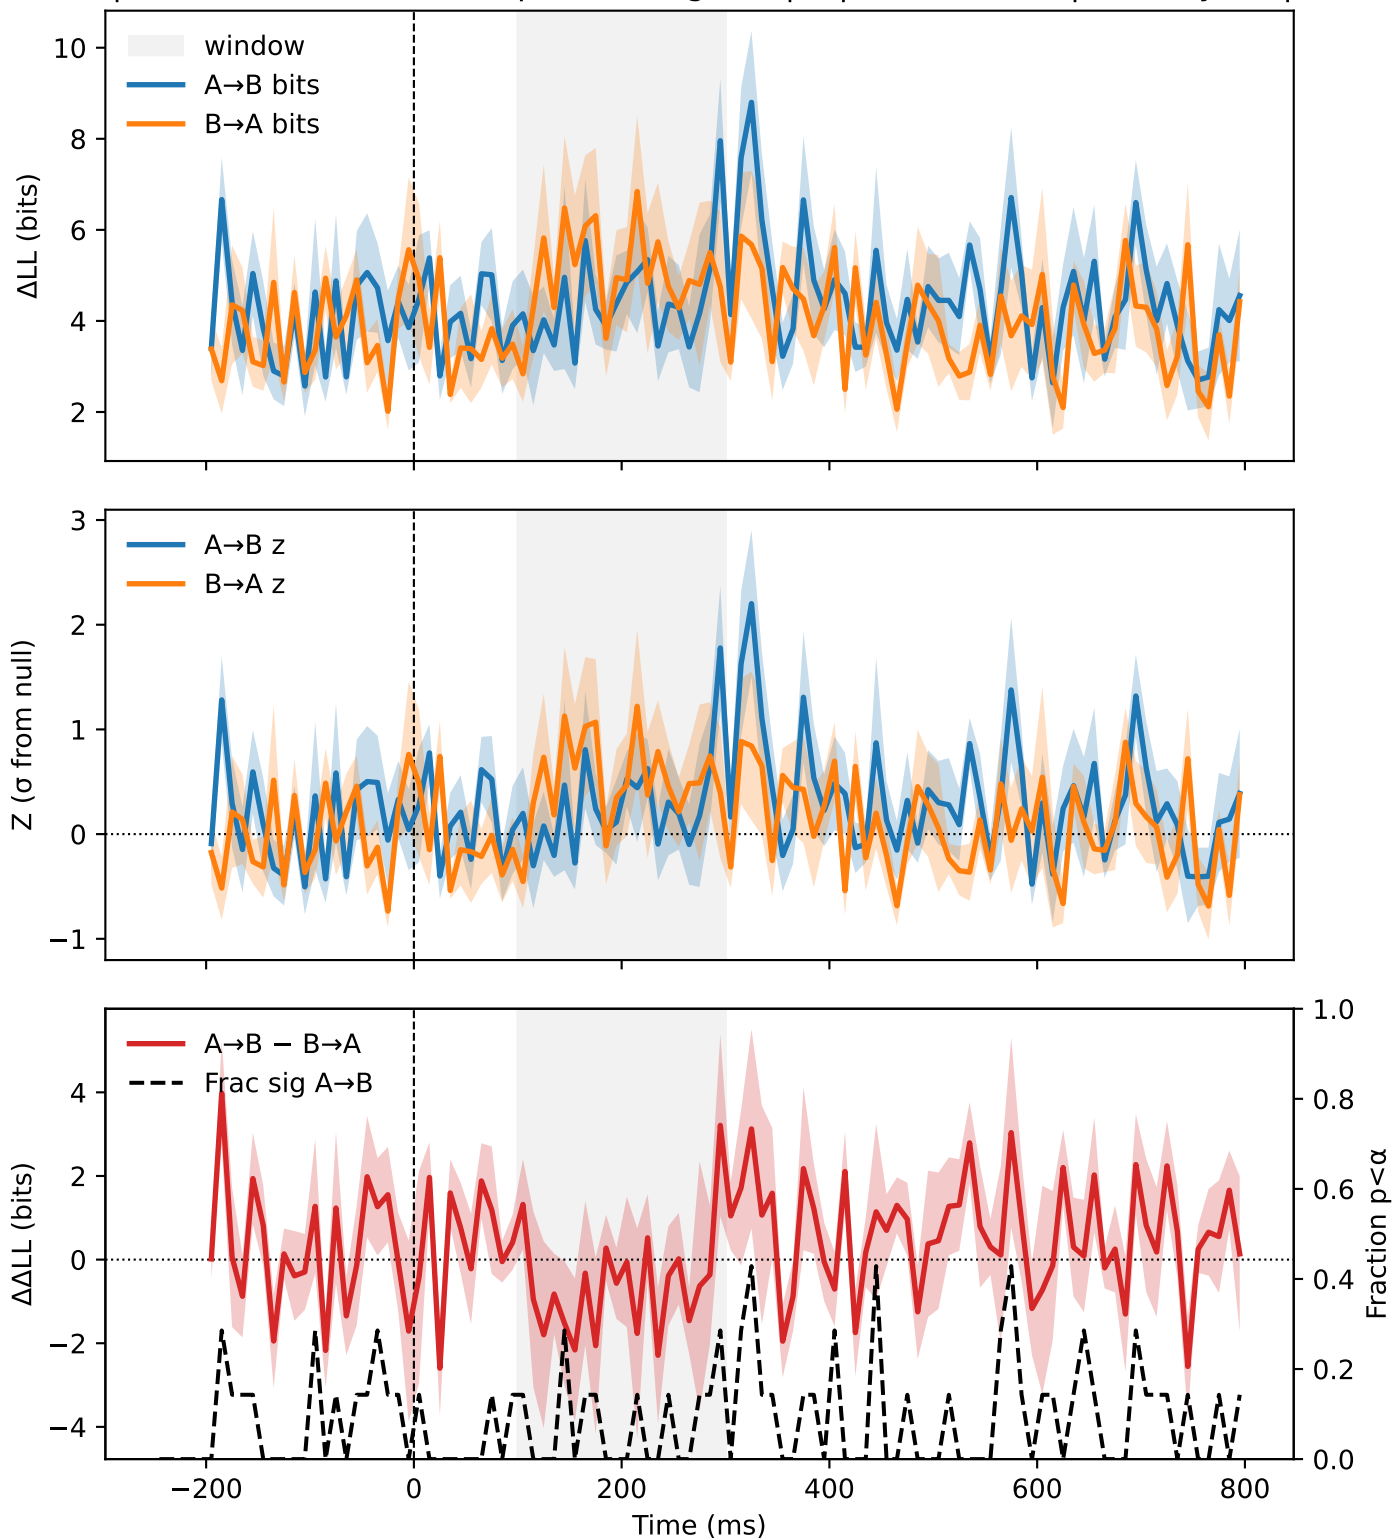 window
A→B bits
B→A bits
ΔLL (bits)
10
8
6
4
2
A→B z
B→A z
Z (σ from null)
3
2
1
0
−1
A→B − B→A
Frac sig A→B
ΔΔLL (bits)
4
2
0
−2
−4
1.0
0.8
0.6
0.4
0.2
0.0
Fraction p<α
−200 0 200 400 600 800
Time (ms)